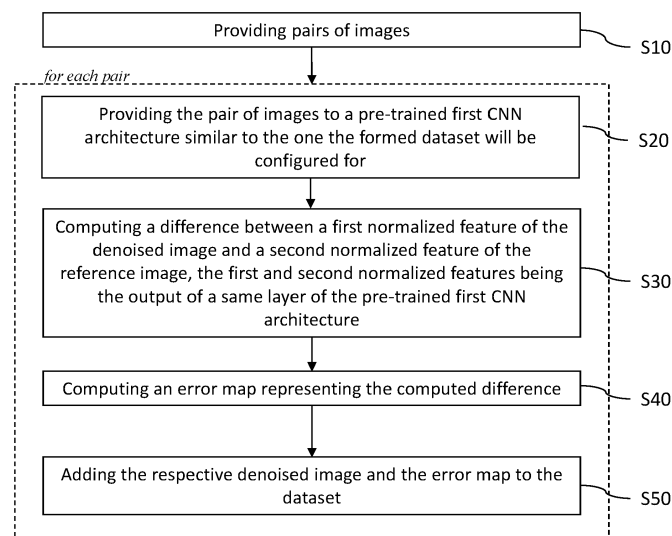 Providing pairs of images
S10
for each pair
Providing the pair of images to a pre-trained first CNN
architecture similar to the one the formed dataset will be
configured for
S20
Computing a difference between a first normalized feature of the
denoised image and a second normalized feature of the
reference image, the first and second normalized features being
the output of a same layer of the pre-trained first CNN
architecture
S30
Computing an error map representing the computed difference
S40
Adding the respective denoised image and the error map to the
dataset
S50